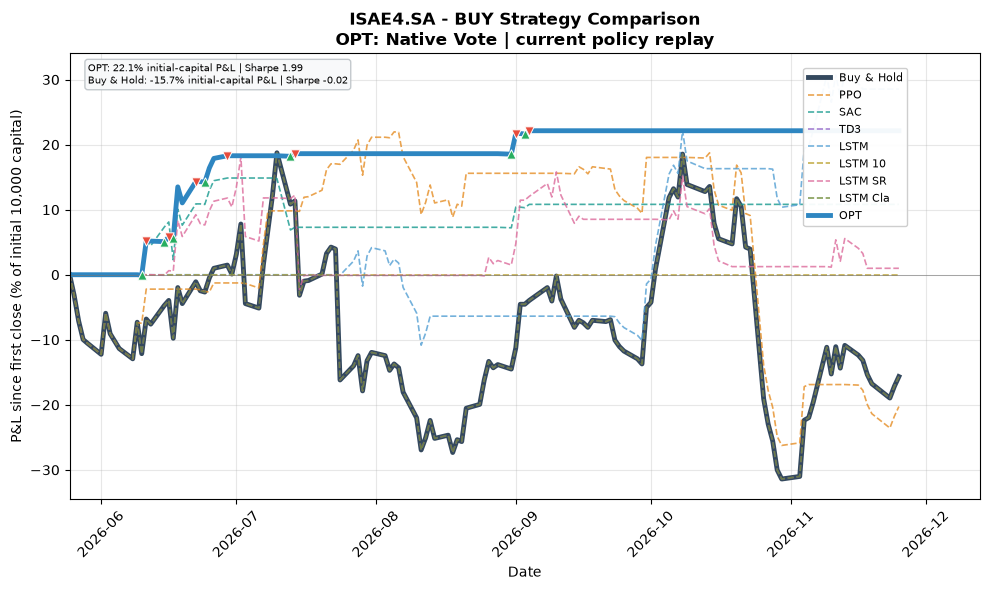 ISAE4.SA - BUY Strategy Comparison
OPT: Native Vote | current policy replay
OPT: 22.1% initial-capital P&L | Sharpe 1.99
Buy & Hold: -15.7% initial-capital P&L | Sharpe -0.02
Buy & Hold
PPO
SAC
TD3
LSTM
LSTM 10
LSTM SR
LSTM Cla
OPT
P&L since first close (% of initial 10,000 capital)
30
20
10
0
−10
−20
−30
2026-06
2026-07
2026-08
2026-09
2026-10
2026-11
2026-12
Date